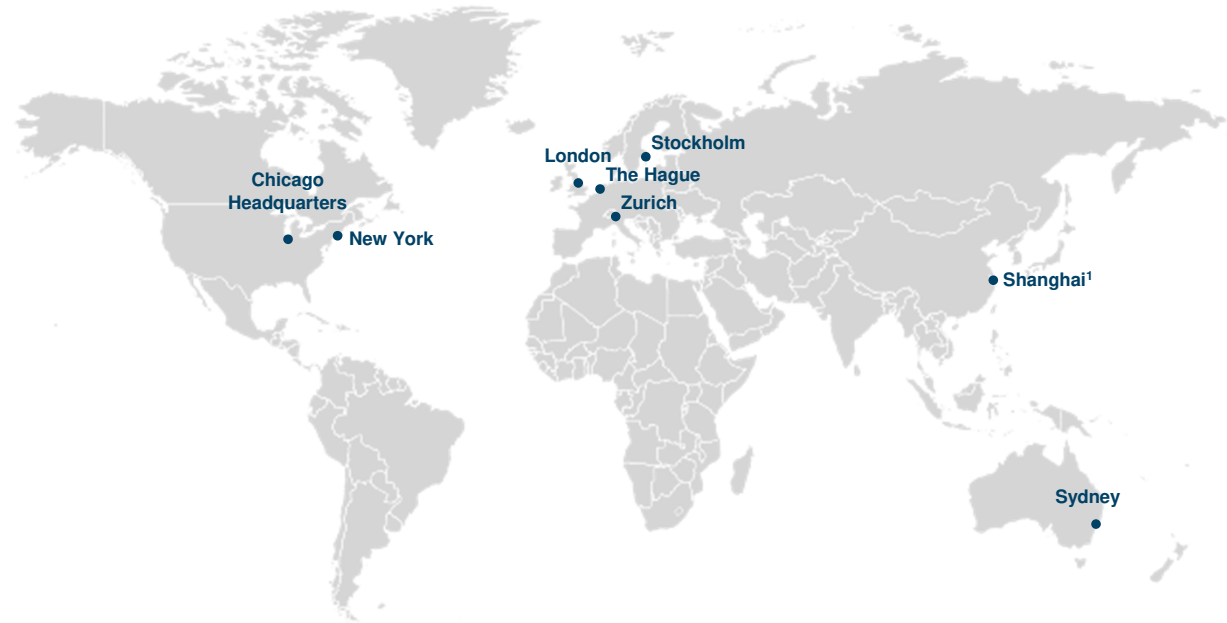 Stockholm
London
The Hague
Chicago
Headquarters
Zurich
New York
Shanghai¹
Sydney